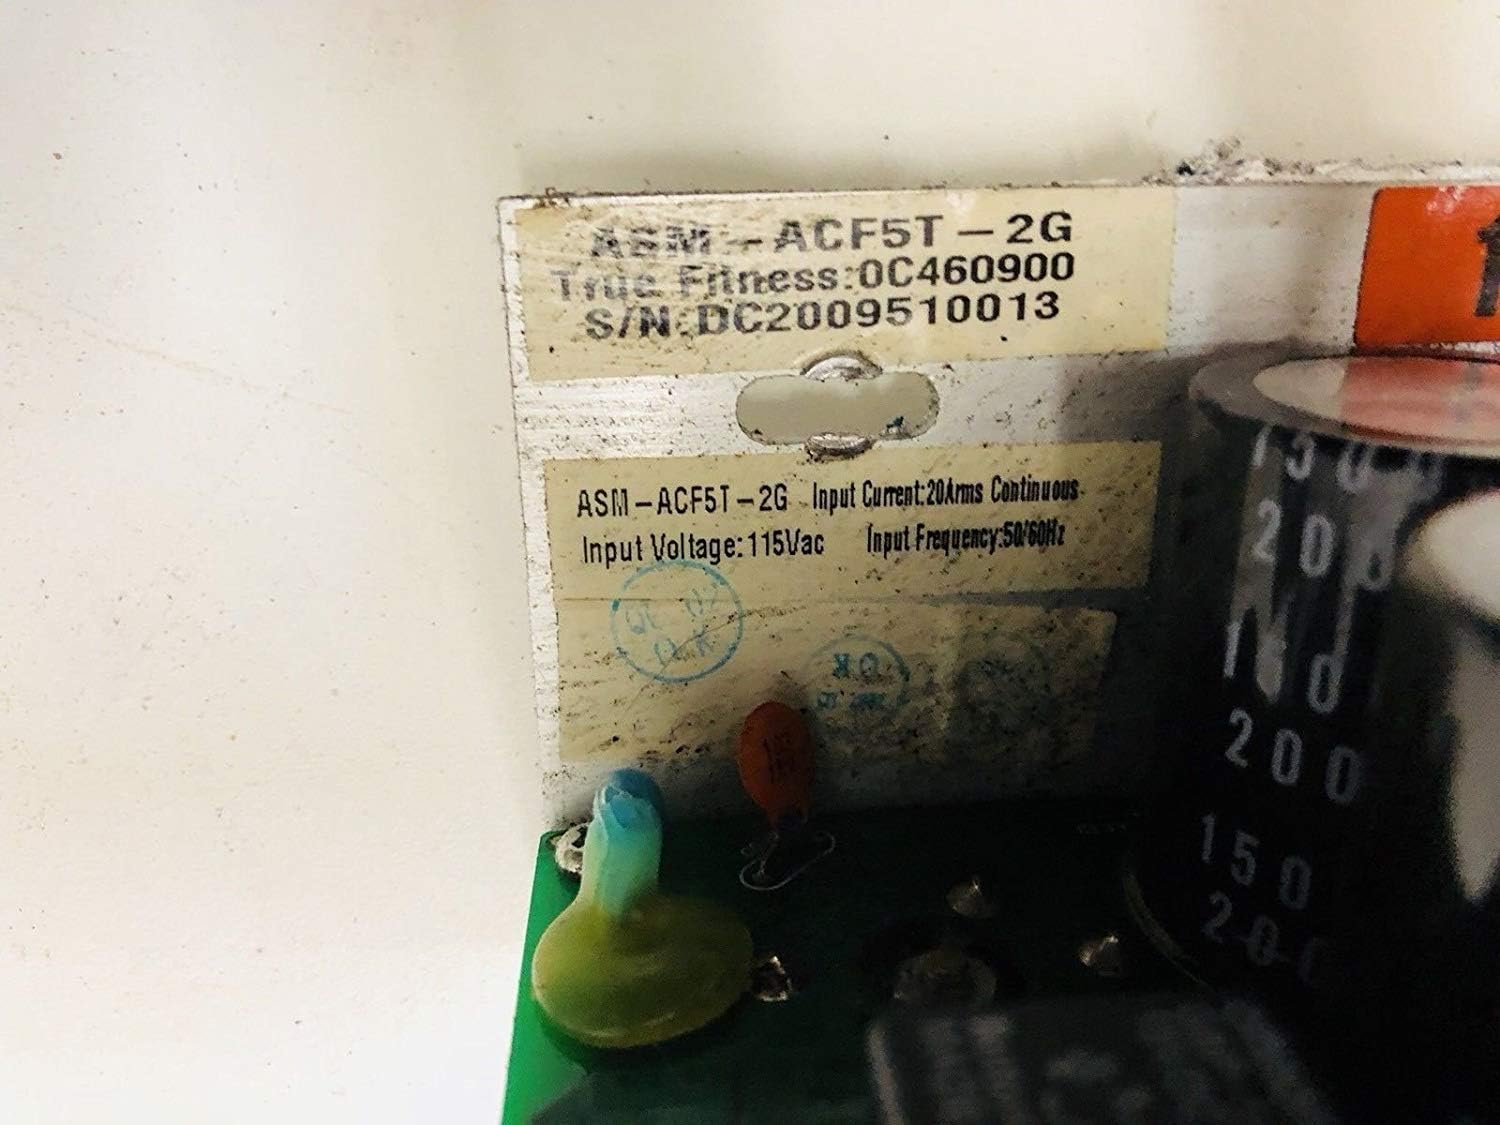 ASM-ACF5T-2G
True Fitness:0C460900
S/N:DC2009510013
ASM-ACF5T-2G Input Current:20Arms Continuous
Input Voltage:115Vac Input Frequency:50/60Hz
200
200
150